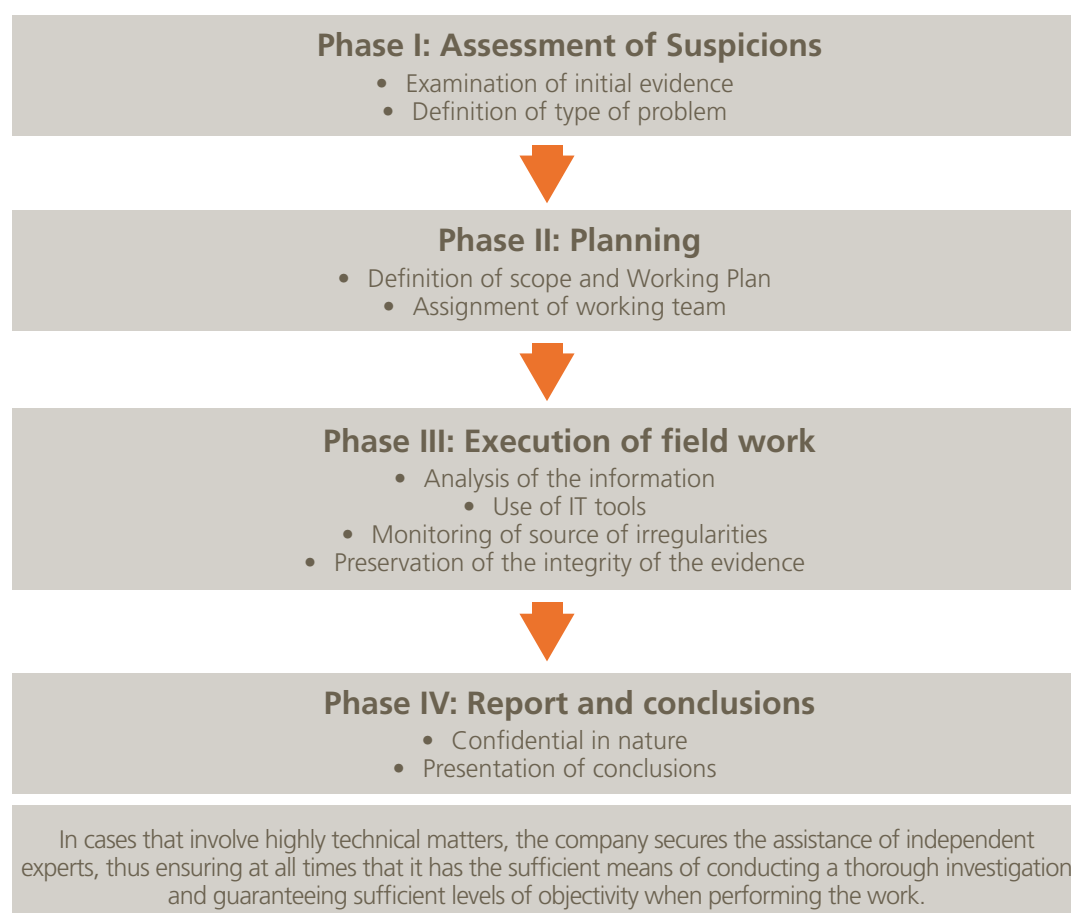 Phase I: Assessment of Suspicions
• Examination of initial evidence
• Definition of type of problem
Phase II: Planning
• Definition of scope and Working Plan
• Assignment of working team
Phase III: Execution of field work
• Analysis of the information
• Use of IT tools
• Monitoring of source of irregularities
• Preservation of the integrity of the evidence
Phase IV: Report and conclusions
• Confidential in nature
• Presentation of conclusions
In cases that involve highly technical matters, the company secures the assistance of independent
experts, thus ensuring at all times that it has the sufficient means of conducting a thorough investigation
and guaranteeing sufficient levels of objectivity when performing the work.